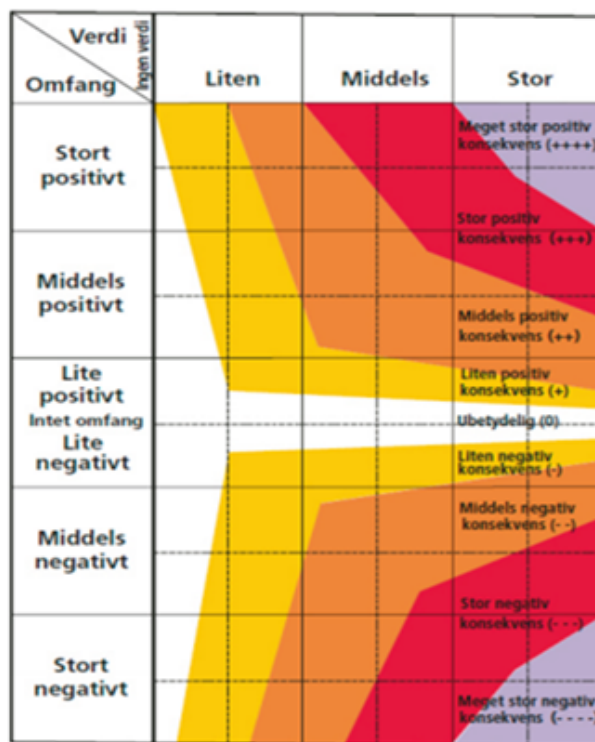 Verdi
Ingen verdi
Omfang
Liten
Middels
Stor
Stort
positivt
Middels
positivt
Lite
positivt
Intet omfang
Lite
negativt
Middels
negativt
Stort
negativt
Meget stor positiv
konsekvens (++++)
Stor positiv
konsekvens (+++)
Middels positiv
konsekvens (++)
Liten positiv
konsekvens (+)
Ubetydelig (0)
Liten negativ
konsekvens (-)
Middels negativ
konsekvens (- -)
Stor negativ
konsekvens (- - -)
Meget stor negativ
konsekvens (- - - -)